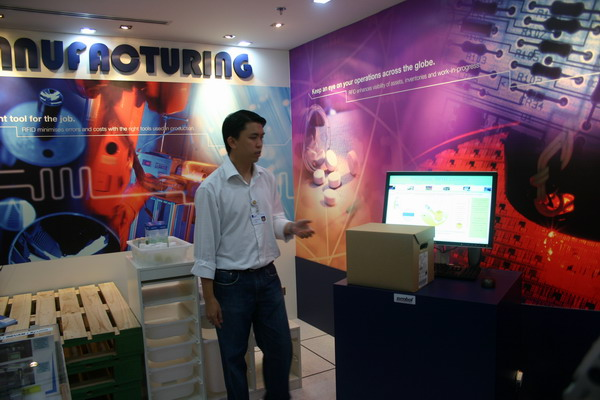 NUFACTURING
nt tool for the job.
RFID minimises errors and costs with the right tools used in production.
Keep an eye on your operations across the globe.
RFID enhances visibility of assets, inventories and work-in-progress.